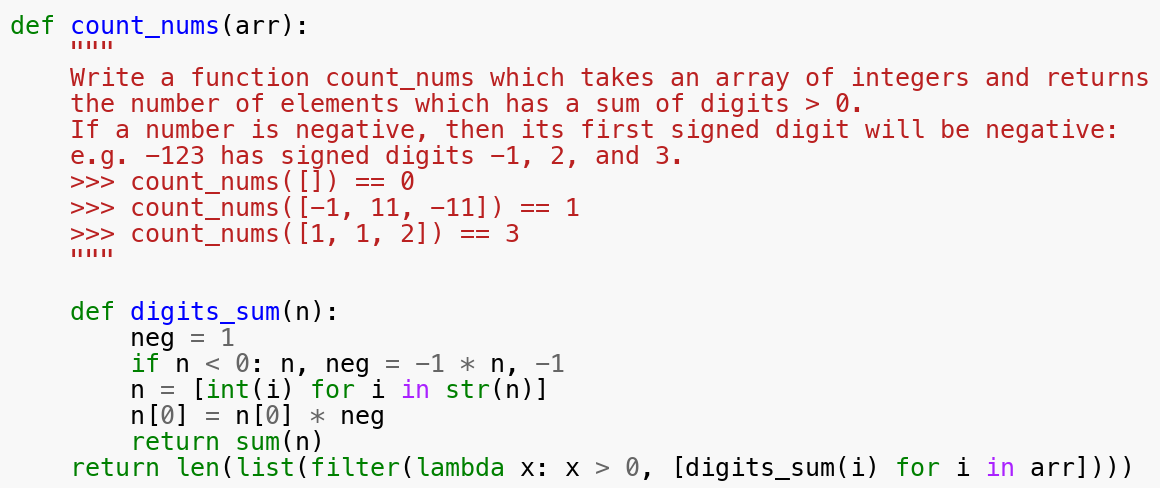 def count_nums(arr):
    """
    Write a function count_nums which takes an array of integers and returns
    the number of elements which has a sum of digits > 0.
    If a number is negative, then its first signed digit will be negative:
    e.g. -123 has signed digits -1, 2, and 3.
    >>> count_nums([]) == 0
    >>> count_nums([-1, 11, -11]) == 1
    >>> count_nums([1, 1, 2]) == 3
    """

    def digits_sum(n):
        neg = 1
        if n < 0: n, neg = -1 * n, -1
        n = [int(i) for i in str(n)]
        n[0] = n[0] * neg
        return sum(n)
    return len(list(filter(lambda x: x > 0, [digits_sum(i) for i in arr])))